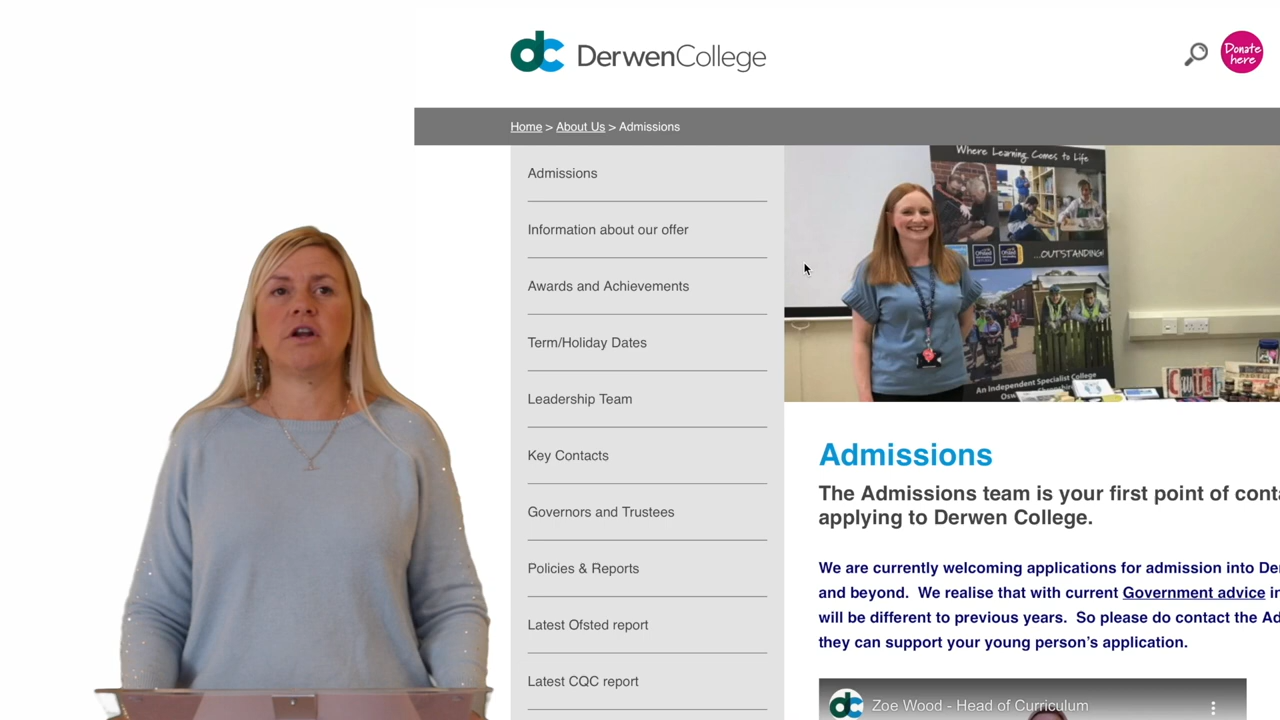 dc DerwenCollege
Donate
here
Home > About Us > Admissions
Admissions
Information about our offer
Awards and Achievements
Term/Holiday Dates
Leadership Team
Key Contacts
Governors and Trustees
Policies & Reports
Latest Ofsted report
Latest CQC report
Where Learning Comes to Life
...OUTSTANDING!
An Independent Specialist College
Admissions
The Admissions team is your first point of
applying to Derwen College.
We are currently welcoming applications for admission into
and beyond. We realise that with current Government advice
will be different to previous years. So please do contact the
they can support your young person's application.
dc Zoe Wood - Head of Curriculum